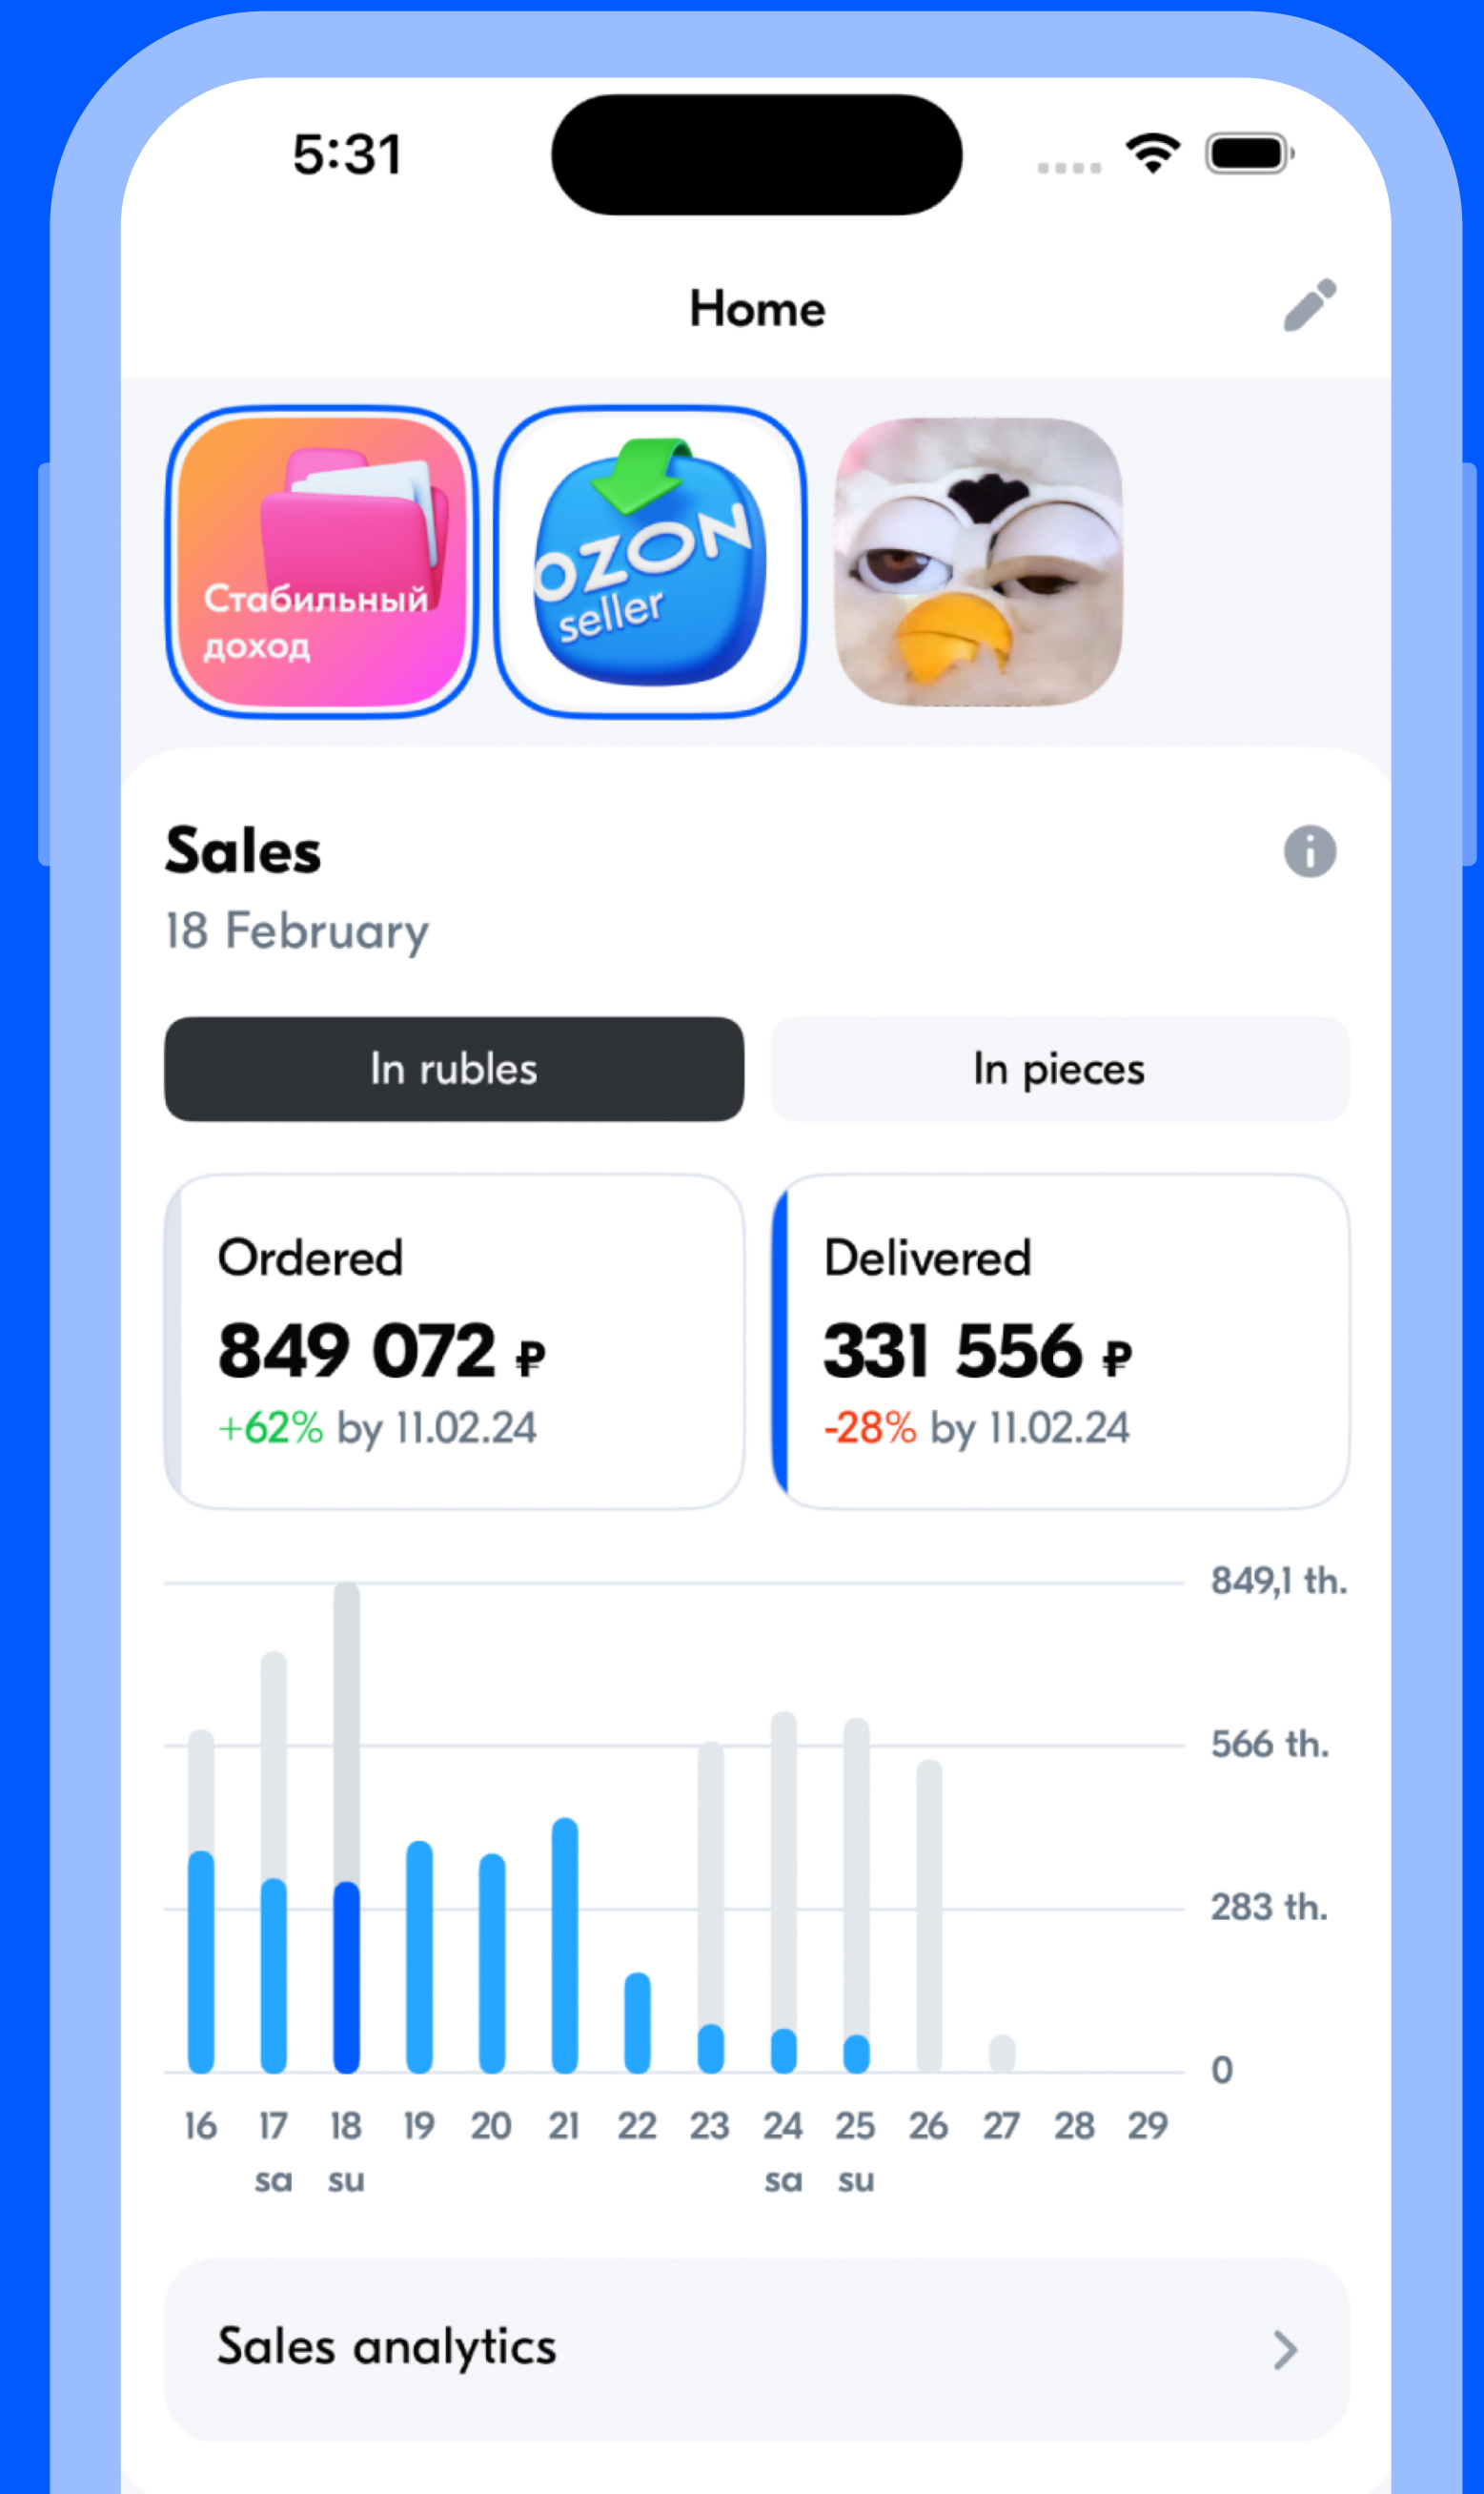 5:31
Home
Стабильный
доход
OZON
seller
Sales
18 February
In rubles
In pieces
Ordered
849 072 ₽
+62% by 11.02.24
Delivered
331 556 ₽
-28% by 11.02.24
849,1 th.
566 th.
283 th.
0
16 17 18 19 20 21 22 23 24 25 26 27 28 29
sa su sa su
Sales analytics